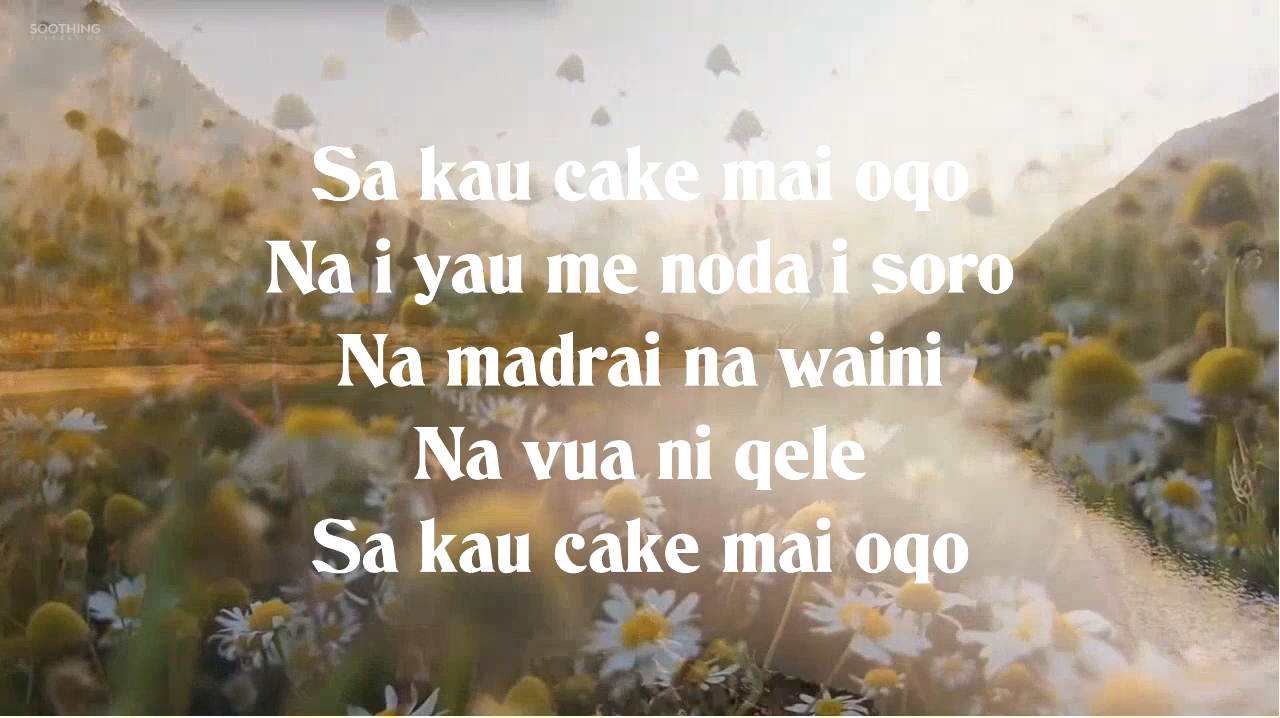 SOOTHING
Sa kau cake mai oqo
Na i yau me noda i soro
Na madrai na waini
Na vua ni qele
Sa kau cake mai oqo